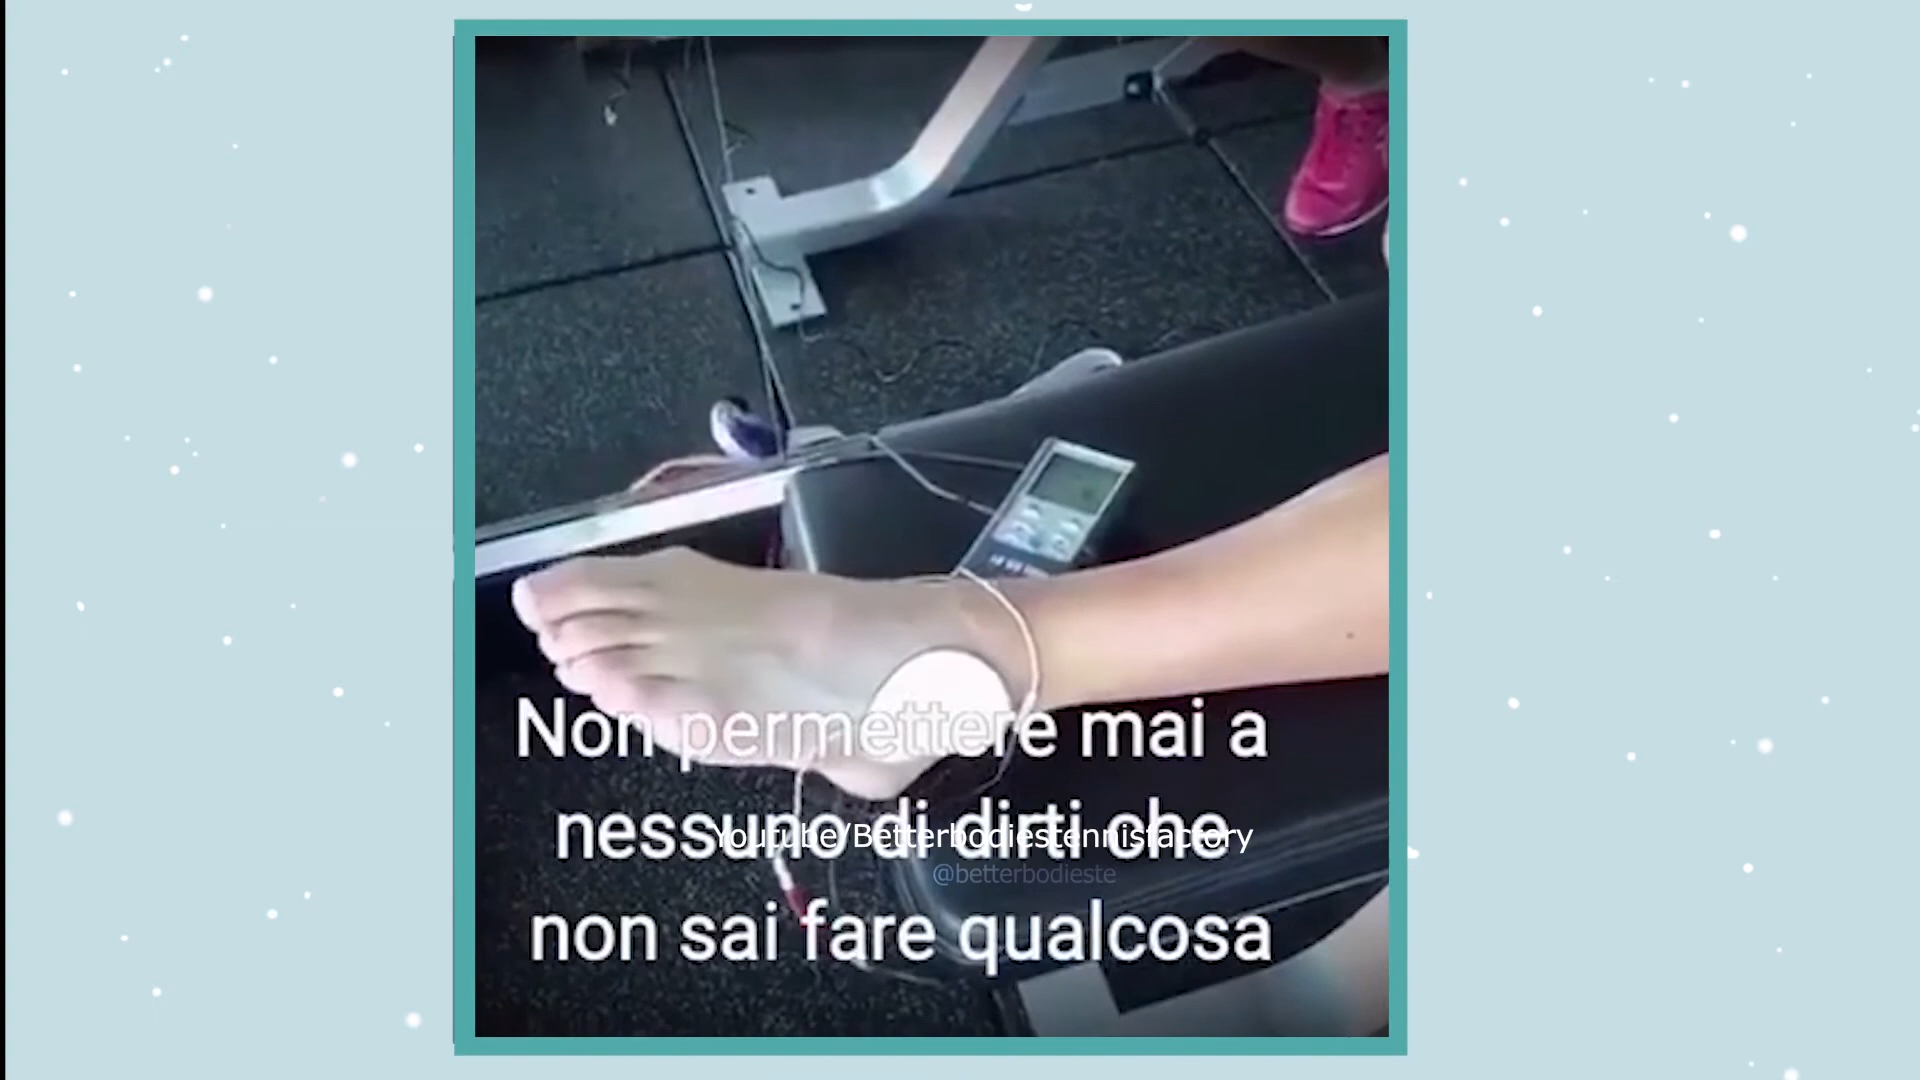 Non permettere mai a
nessuno di dirti che
Youtube/Betterbodiestennisfactory
@betterbodieste
non sai fare qualcosa